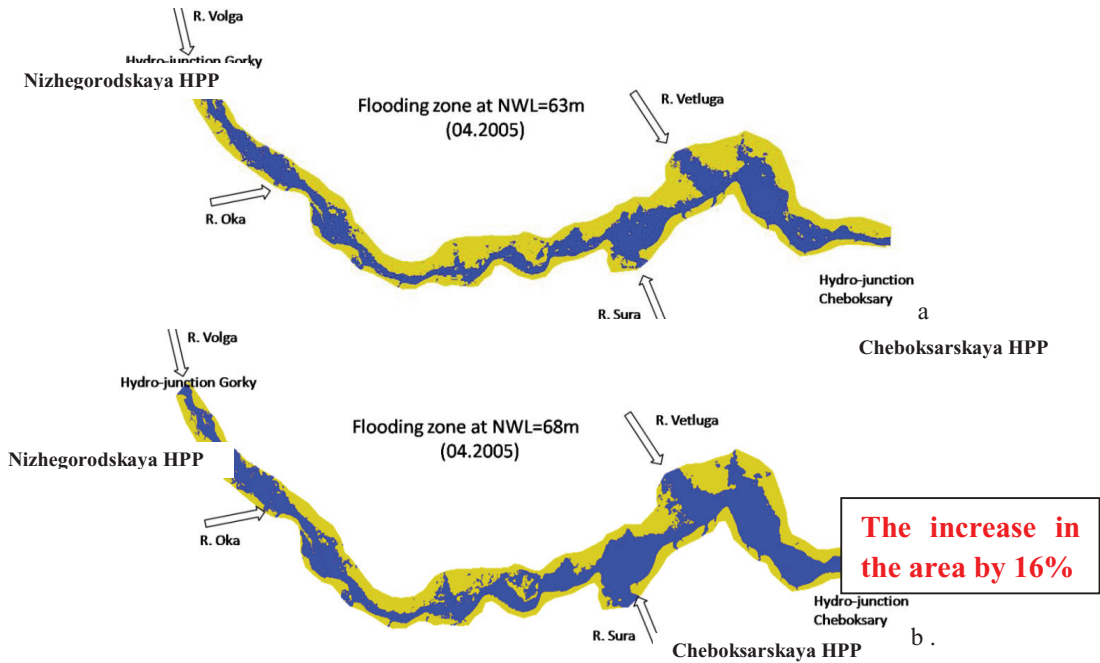 R. Volga
Hydro-junction Gorky
Nizhegorodskaya HPP
Flooding zone at NWL=63m
(04.2005)
R. Vetluga
R. Oka
R. Sura
Hydro-junction
Cheboksary
a
Cheboksarskaya HPP
R. Volga
Hydro-junction Gorky
Flooding zone at NWL=68m
(04.2005)
R. Vetluga
Nizhegorodskaya HPP
R. Oka
The increase in
the area by 16%
Hydro-junction
Cheboksary
R. Sura
Cheboksarskaya HPP
b .